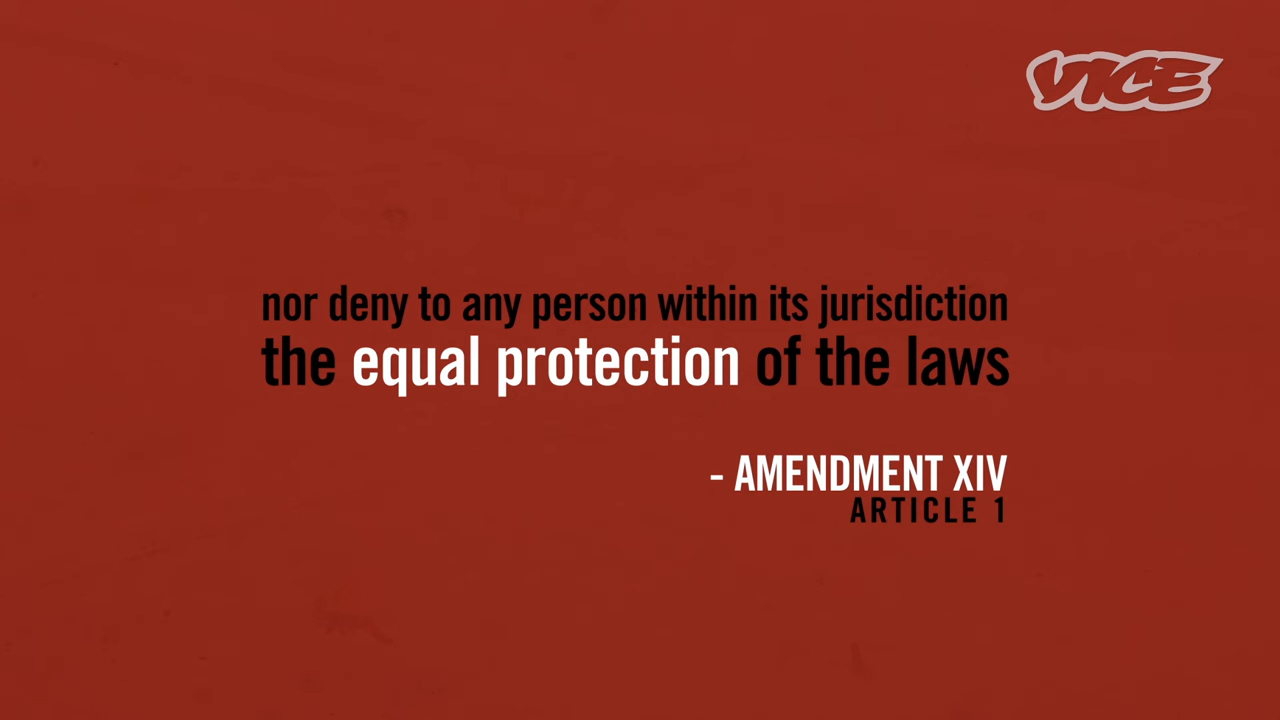 VICE
nor deny to any person within its jurisdiction
the equal protection of the laws
- AMENDMENT XIV
ARTICLE 1